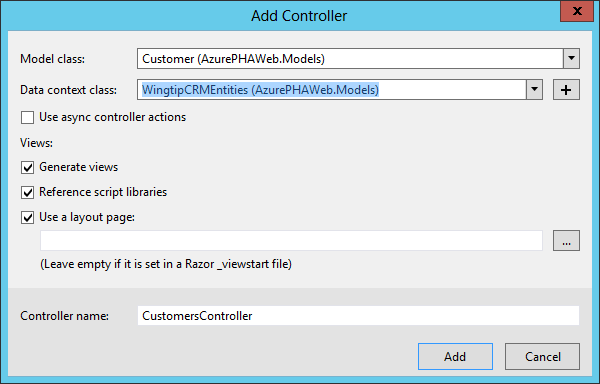 Add Controller
x
Model class: Customer (AzurePHAWeb.Models)
Data context class: WingtipCRMEntities (AzurePHAWeb.Models) +
Use async controller actions
Views:
Generate views
Reference script libraries
Use a layout page:
...
(Leave empty if it is set in a Razor _viewstart file)
Controller name: CustomersController
Add Cancel